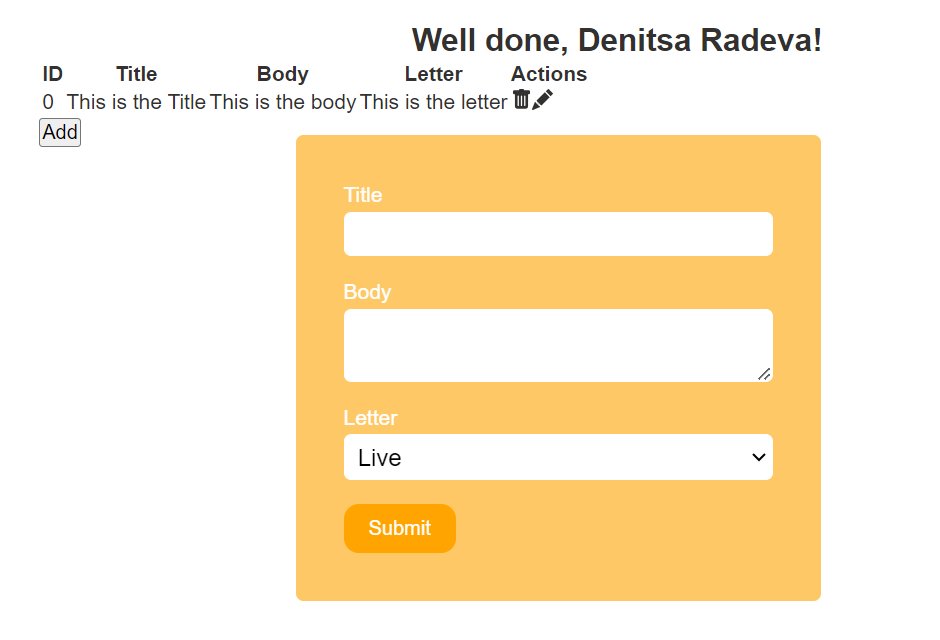 Well done, Denitsa Radeva!
ID Title Body Letter Actions
0 This is the Title This is the body This is the letter
Add
Title
Body
Letter
Live
Submit